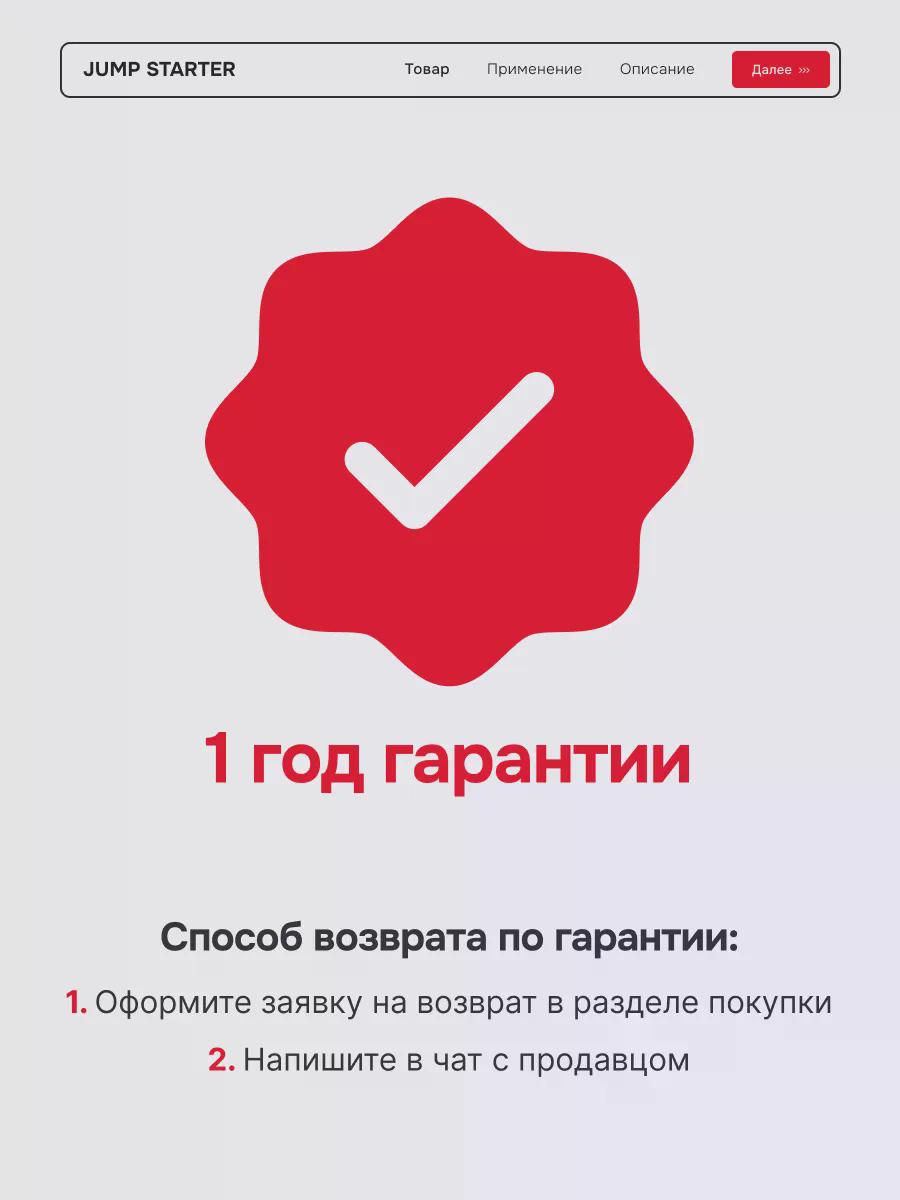 JUMP STARTER Товар Применение Описание Далее ›››
1 год гарантии
Способ возврата по гарантии:
1. Оформите заявку на возврат в разделе покупки
2. Напишите в чат с продавцом